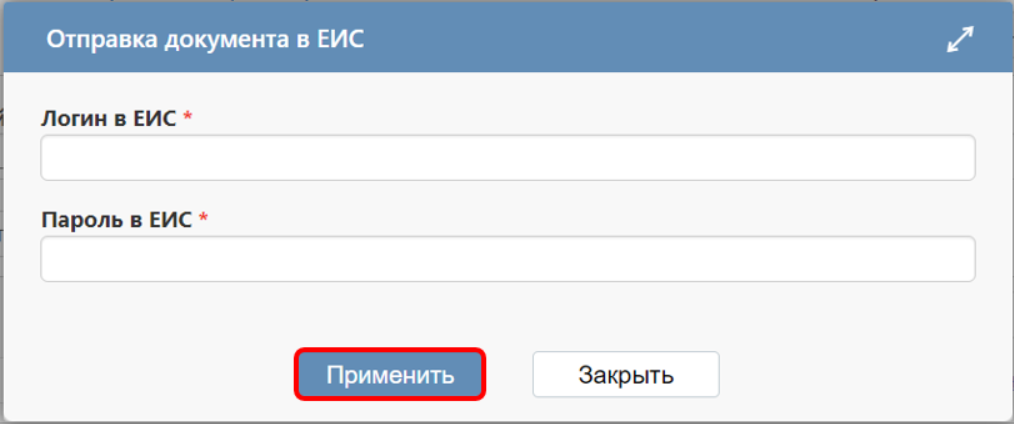 Отправка документа в ЕИС
Логин в ЕИС *
Пароль в ЕИС *
Применить
Закрыть